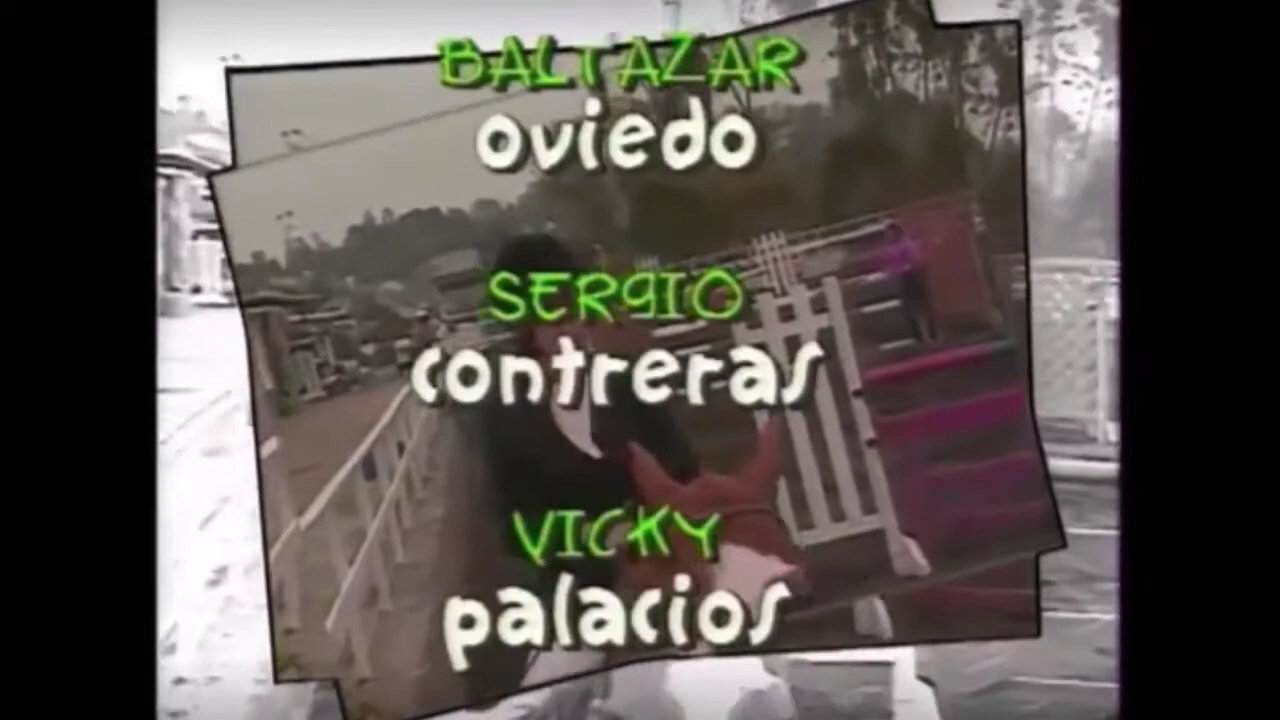 BALTAZAR
oviedo
SERGIO
contreras
VICKY
palacios